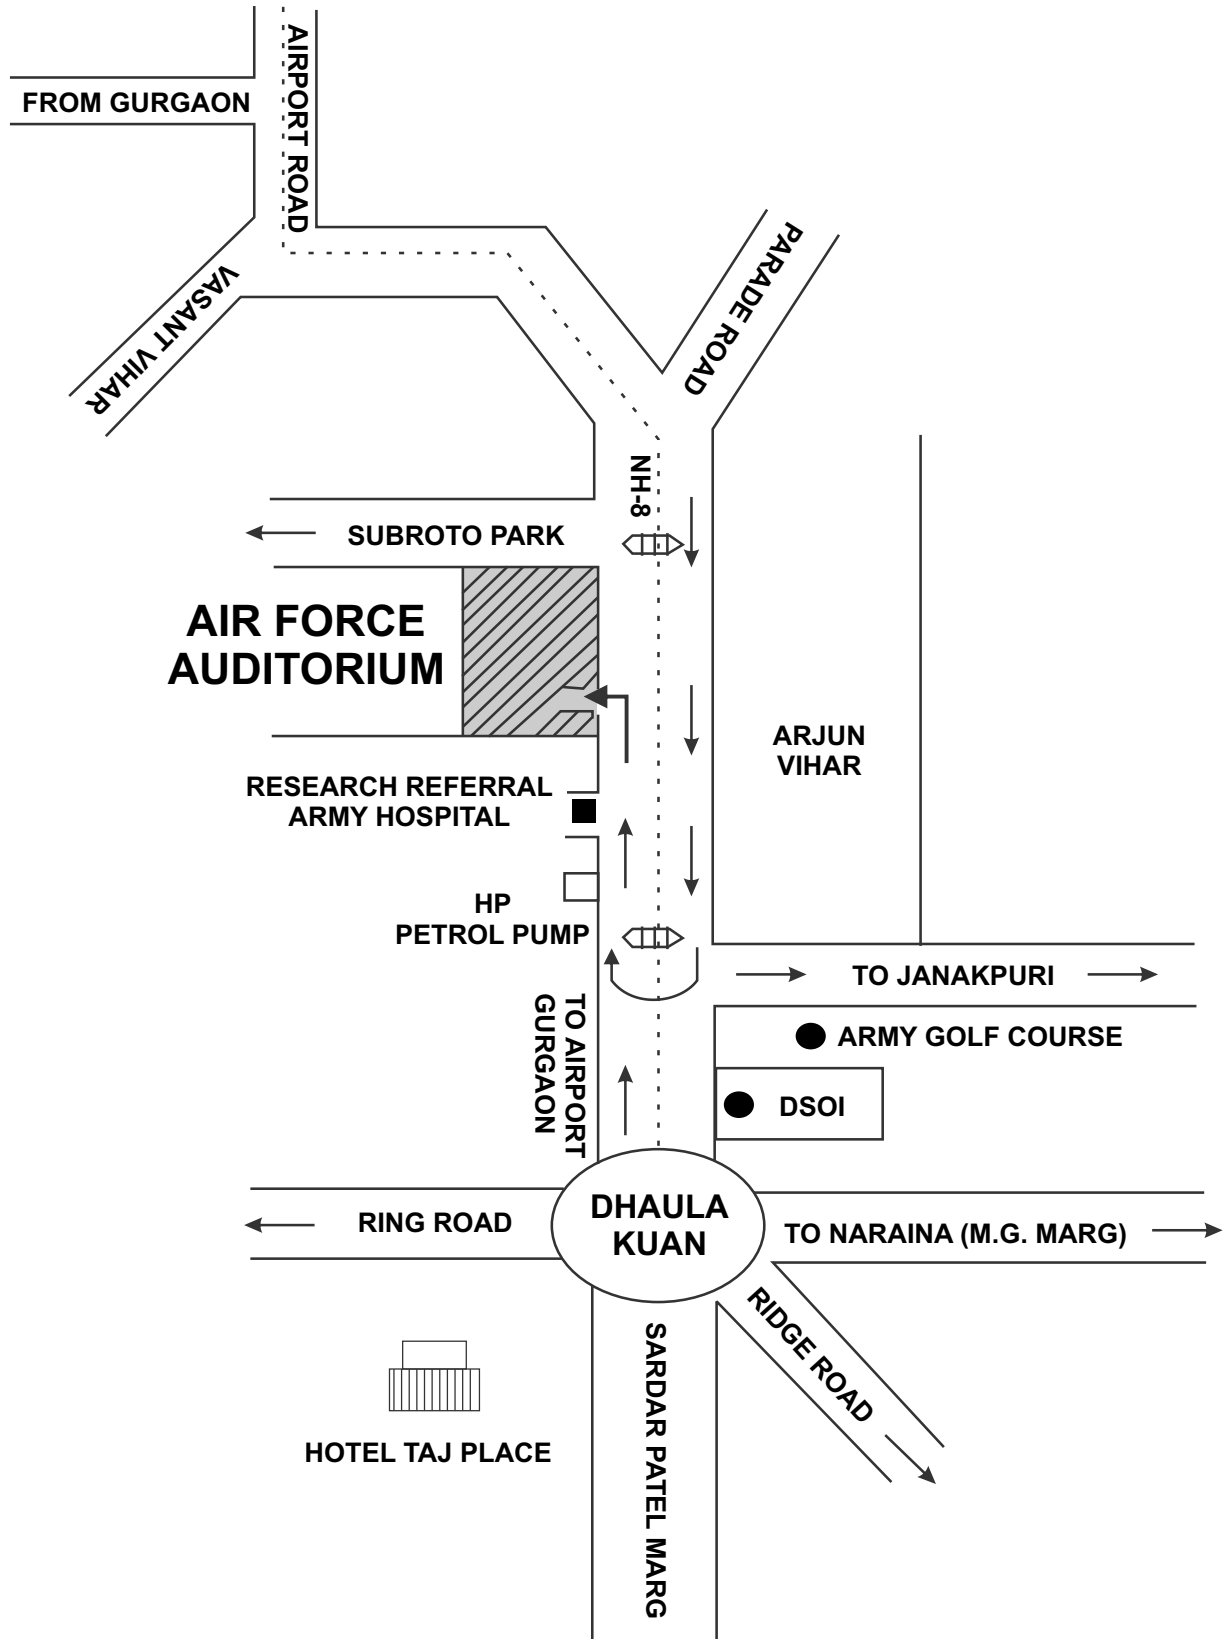 AIRPORT ROAD
FROM GURGAON
PARADE ROAD
VASANT VIHAR
NH-8
SUBROTO PARK
AIR FORCE
AUDITORIUM
ARJUN
VIHAR
RESEARCH REFERRAL
ARMY HOSPITAL
HP
PETROL PUMP
TO JANAKPURI
TO AIRPORT
GURGAON
ARMY GOLF COURSE
DSOI
DHAULA
KUAN
RING ROAD
TO NARAINA (M.G. MARG)
RIDGE ROAD
SARDAR PATEL MARG
HOTEL TAJ PLACE